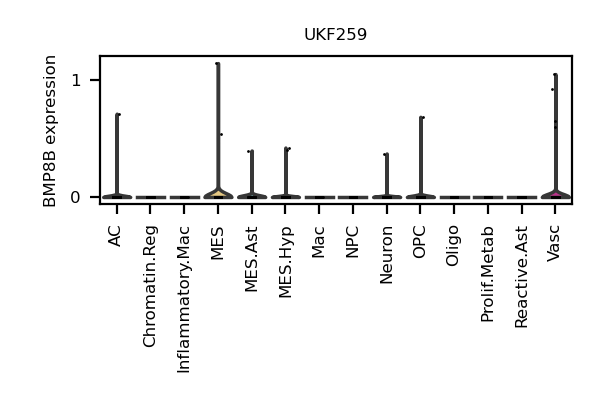 UKF259
BMP8B expression
1
0
AC
Chromatin.Reg
Inflammatory.Mac
MES
MES.Ast
MES.Hyp
Mac
NPC
Neuron
OPC
Oligo
Prolif.Metab
Reactive.Ast
Vasc